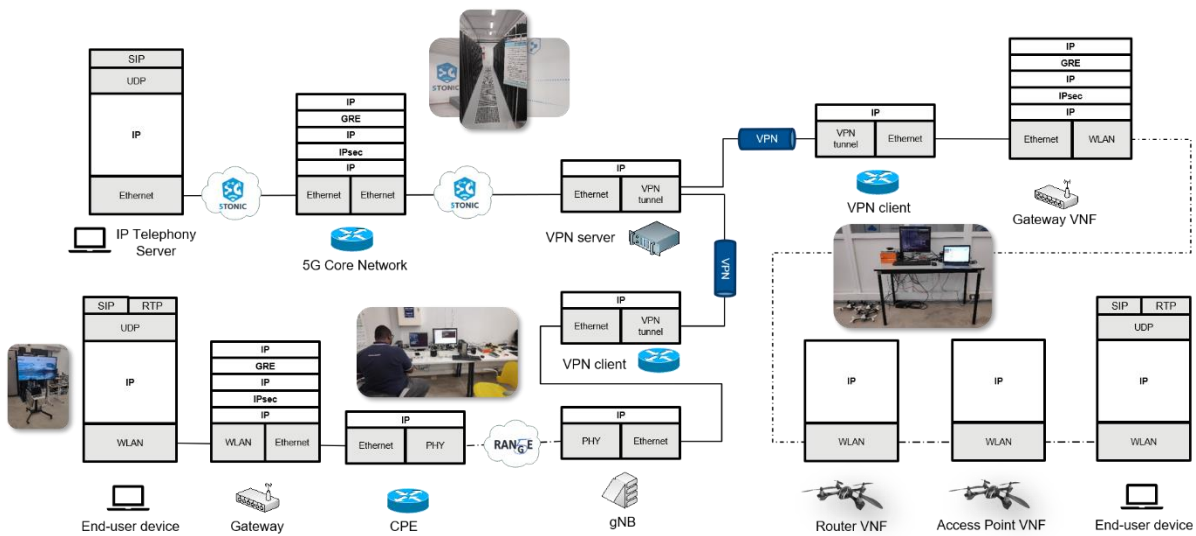 SIP
UDP
IP
Ethernet
IP Telephony
Server
5TONIC
IP
GRE
IP
IPsec
IP
Ethernet
Ethernet
5G Core Network
5TONIC
5TONIC
IP
Ethernet
VPN
tunnel
VPN server
VPN
VPN
IP
VPN
tunnel
Ethernet
VPN client
IP
GRE
IP
IPsec
IP
Ethernet
WLAN
Gateway VNF
SIP
RTP
UDP
IP
WLAN
End-user device
IP
GRE
IP
IPsec
IP
WLAN
Ethernet
Gateway
IP
Ethernet
PHY
CPE
RANGE
IP
Ethernet
VPN
tunnel
VPN client
IP
PHY
Ethernet
gNB
IP
WLAN
Router VNF
IP
WLAN
Access Point VNF
SIP
RTP
UDP
IP
WLAN
End-user device